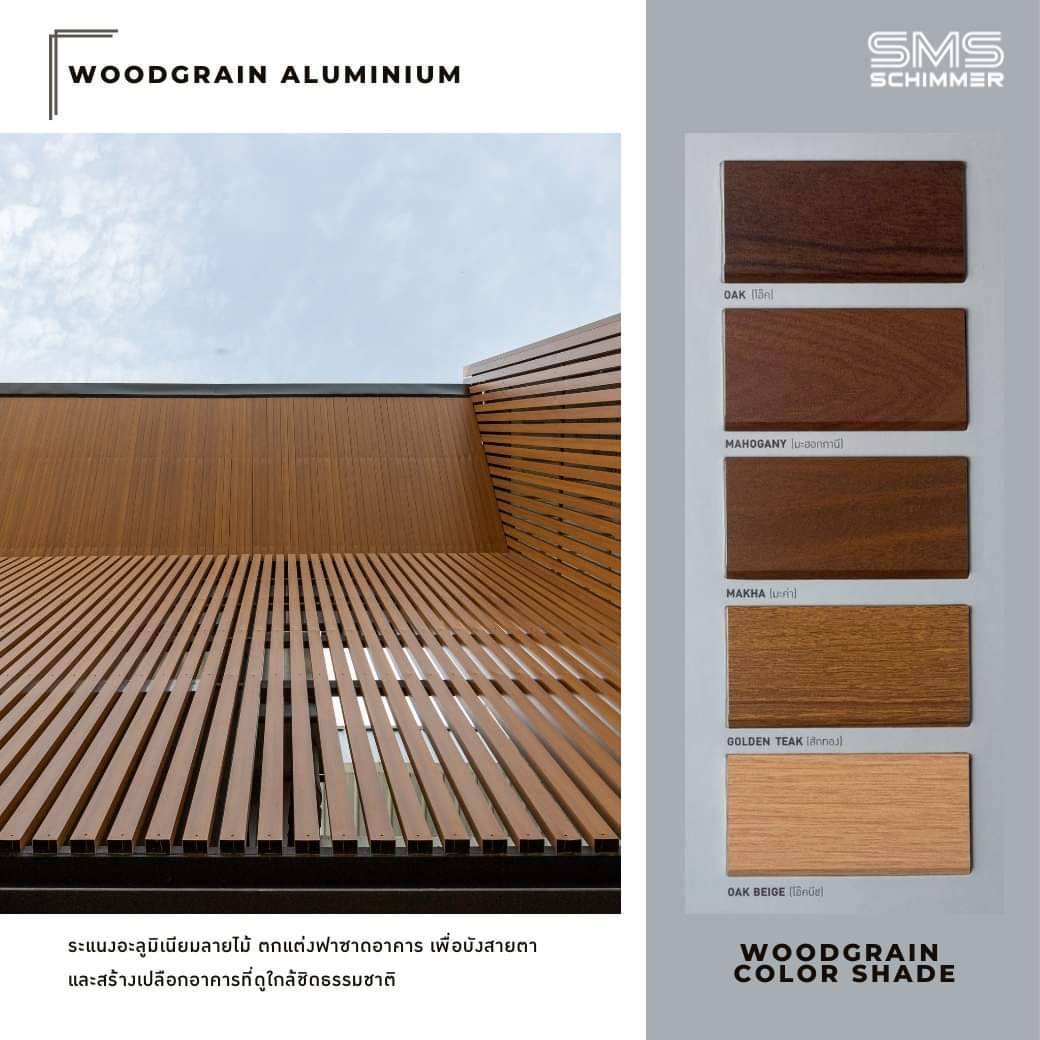 WOODGRAIN ALUMINIUM
SMS
SCHIMMER
OAK (โอ๊ค)
MAHOGANY (มะฮอกกานี)
MAKHA (มะค่า)
GOLDEN TEAK (สักทอง)
OAK BEIGE (โอ๊คบีช)
ระแนงอะลูมิเนียมลายไม้ ตกแต่งฟาซาดอาคาร เพื่อบังสายตา
และสร้างเปลือกอาคารที่ดูใกล้ชิดธรรมชาติ
WOODGRAIN
COLOR SHADE